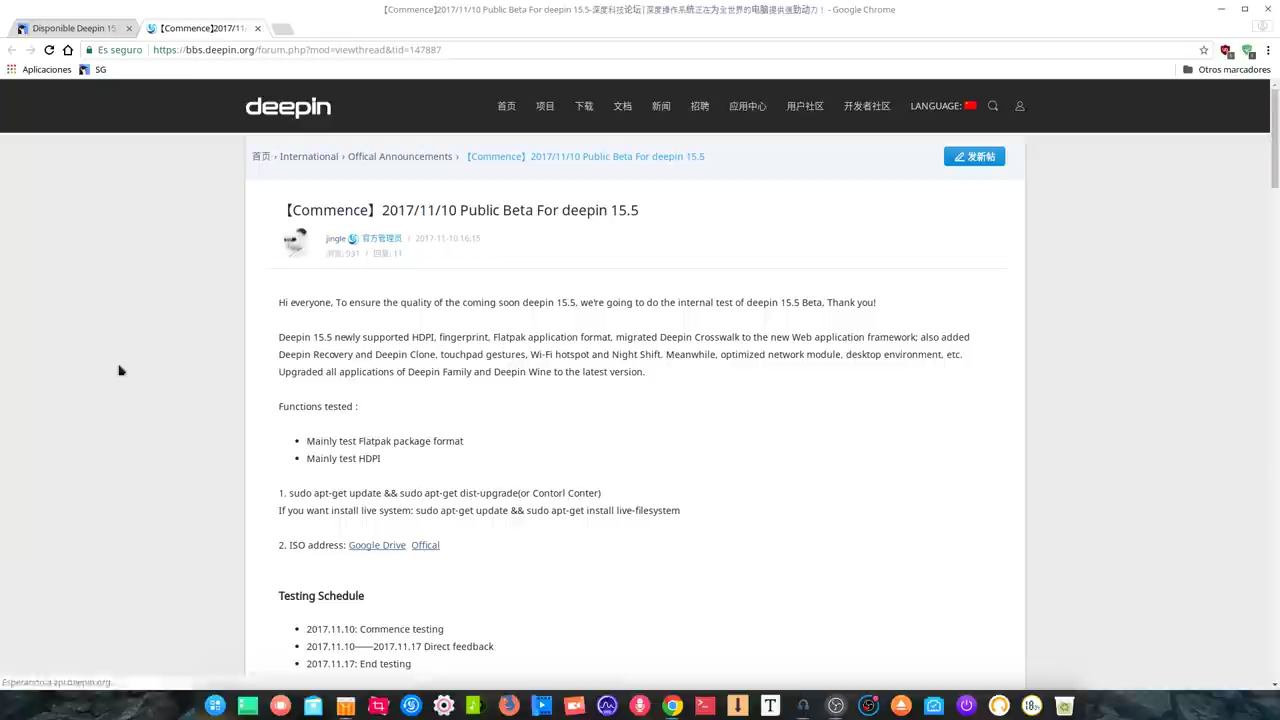 【Commence】2017/11/10 Public Beta For deepin 15.5-深度科技论坛 | 深度操作系统正在为全世界的电脑提供强劲动力！ - Google Chrome
Disponible Deepin 15
【Commence】2017/11
Es seguro
https://bbs.deepin.org/forum.php?mod=viewthread&tid=147887
Aplicaciones
SG
Otros marcadores
deepin
首页 项目 下载 文档 新闻 招聘 应用中心 用户社区 开发者社区 LANGUAGE:
首页 › International › Offical Announcements › 【Commence】2017/11/10 Public Beta For deepin 15.5
发新帖
【Commence】2017/11/10 Public Beta For deepin 15.5
jingle 官方管理员 | 2017-11-10 16:15
浏览: 931 | 回复: 11
Hi everyone, To ensure the quality of the coming soon deepin 15.5, we're going to do the internal test of deepin 15.5 Beta, Thank you!
Deepin 15.5 newly supported HDPI, fingerprint, Flatpak application format, migrated Deepin Crosswalk to the new Web application framework; also added
Deepin Recovery and Deepin Clone, touchpad gestures, Wi-Fi hotspot and Night Shift. Meanwhile, optimized network module, desktop environment, etc.
Upgraded all applications of Deepin Family and Deepin Wine to the latest version.
Functions tested :
• Mainly test Flatpak package format
• Mainly test HDPI
1. sudo apt-get update && sudo apt-get dist-upgrade(or Contorl Conter)
If you want install live system: sudo apt-get update && sudo apt-get install live-filesystem
2. ISO address: Google Drive Offical
Testing Schedule
• 2017.11.10: Commence testing
• 2017.11.10——2017.11.17 Direct feedback
• 2017.11.17: End testing
Esperando a api.deepin.org...